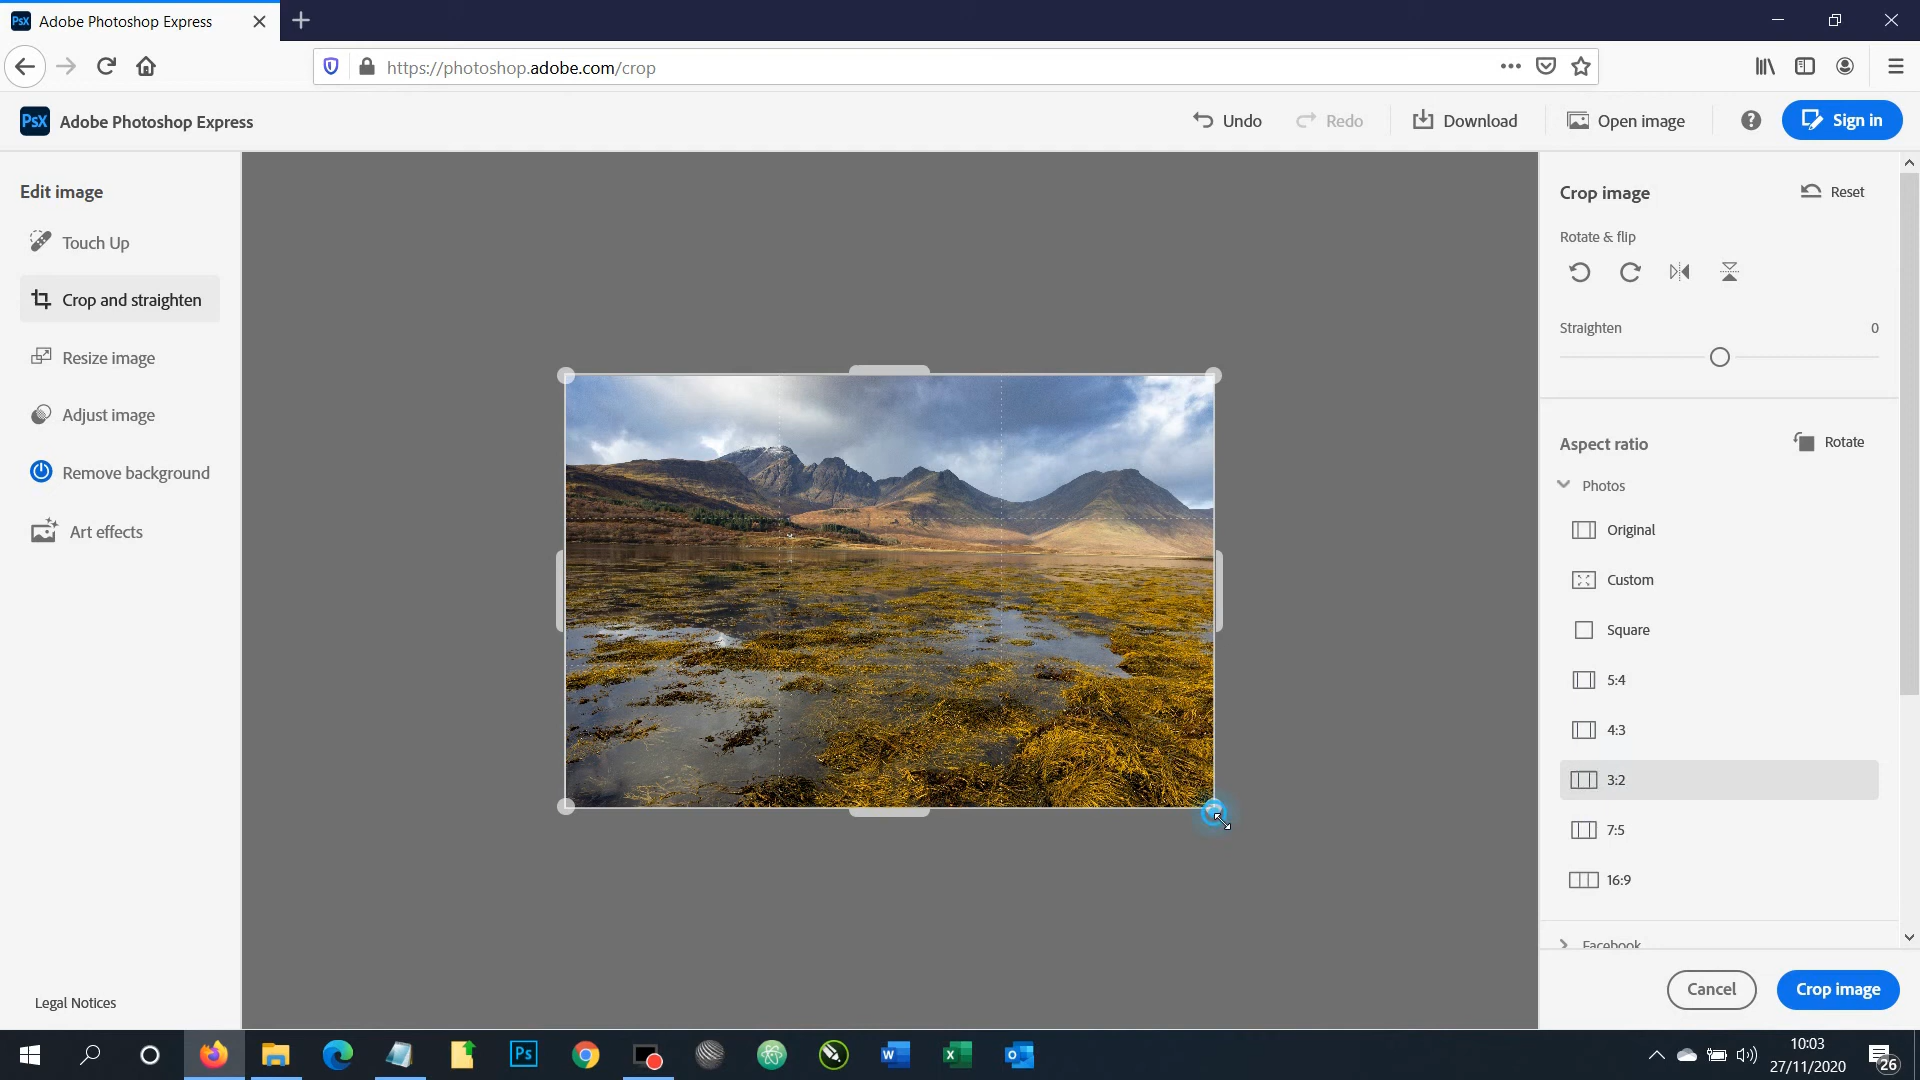 PsX Adobe Photoshop Express
https://photoshop.adobe.com/crop
PsX Adobe Photoshop Express
Undo
Redo
Download
Open image
Sign in
Edit image
Touch Up
Crop and straighten
Resize image
Adjust image
Remove background
Art effects
Legal Notices
Crop image
Reset
Rotate & flip
Straighten 0
Aspect ratio
Rotate
Photos
Original
Custom
Square
5:4
4:3
3:2
7:5
16:9
Facebook
Cancel
Crop image
Ps
W
X
O
10:03
27/11/2020
26